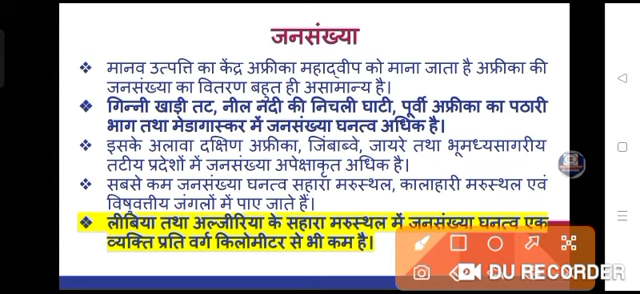 जनसंख्या
❖ मानव उत्पत्ति का केंद्र अफ्रीका महाद्वीप को माना जाता है अफ्रीका की
जनसंख्या का वितरण बहुत ही असामान्य है।
❖ गिन्नी खाड़ी तट, नील नदी की निचली घाटी, पूर्वी अफ्रीका का पठारी
भाग तथा मेडागास्कर में जनसंख्या घनत्व अधिक है।
❖ इसके अलावा दक्षिण अफ्रीका, जिंबाब्वे, जायरे तथा भूमध्यसागरीय
तटीय प्रदेशों में जनसंख्या अपेक्षाकृत अधिक है।
❖ सबसे कम जनसंख्या घनत्व सहारा मरुस्थल, कालाहारी मरुस्थल एवं
विषुवत्तीय जंगलों में पाए जाते हैं।
❖ लीबिया तथा अल्जीरिया के सहारा मरुस्थल में जनसंख्या घनत्व एक
व्यक्ति प्रति वर्ग किलोमीटर से भी कम है।
DU RECORDER